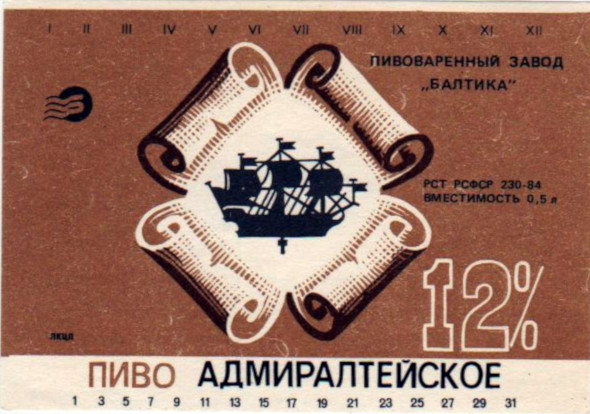 I II III IV V VI VII VIII IX X XI XII
ПИВОВАРЕННЫЙ ЗАВОД
„БАЛТИКА"
РСТ РСФСР 230-84
ВМЕСТИМОСТЬ 0,5 л
12%
ЛКЦП
ПИВО АДМИРАЛТЕЙСКОЕ
1 3 5 7 9 11 13 15 17 19 21 23 25 27 29 31